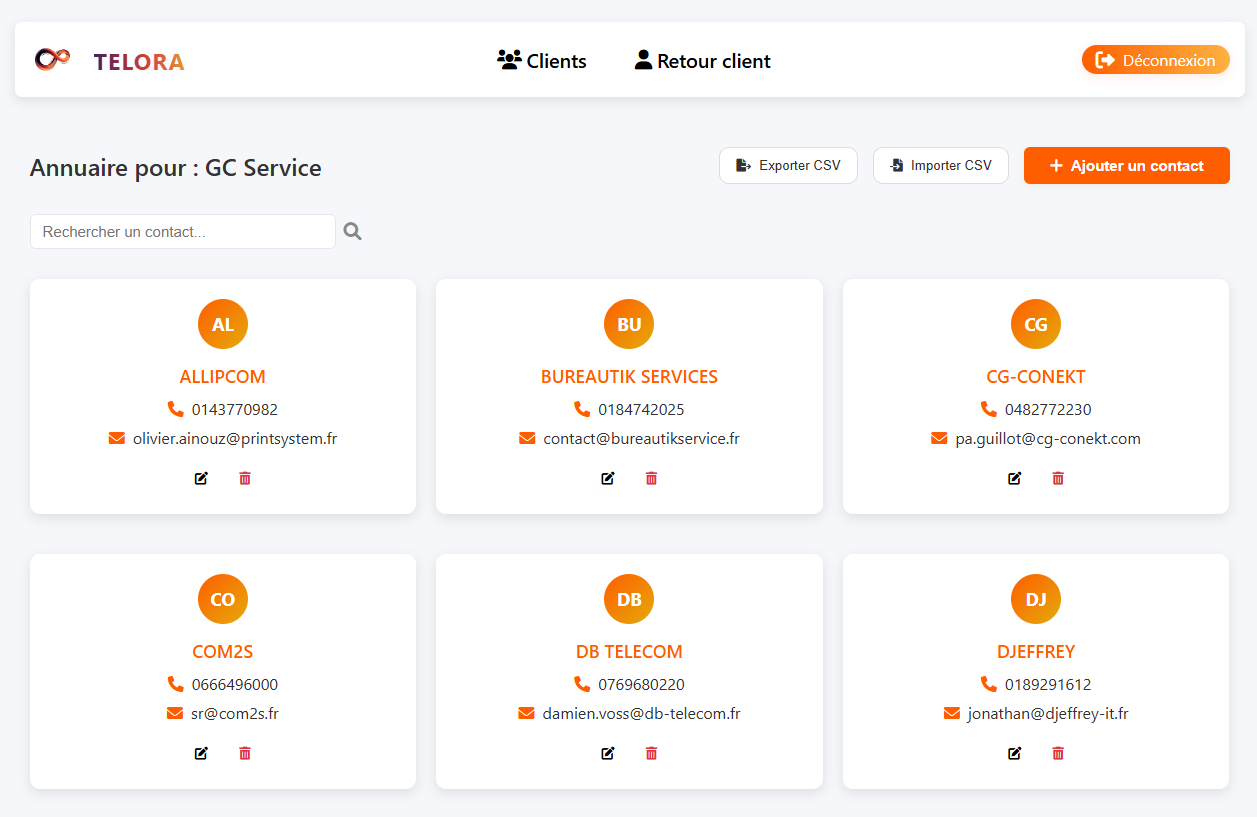 TELORA
Clients
Retour client
Déconnexion
Annuaire pour : GC Service
Exporter CSV
Importer CSV
+ Ajouter un contact
Rechercher un contact...
AL
ALLIPCOM
0143770982
olivier.ainouz@printsystem.fr
BU
BUREAUTIK SERVICES
0184742025
contact@bureautikservice.fr
CG
CG-CONEKT
0482772230
pa.guillot@cg-conekt.com
CO
COM2S
0666496000
sr@com2s.fr
DB
DB TELECOM
0769680220
damien.voss@db-telecom.fr
DJ
DJEFFREY
0189291612
jonathan@djeffrey-it.fr